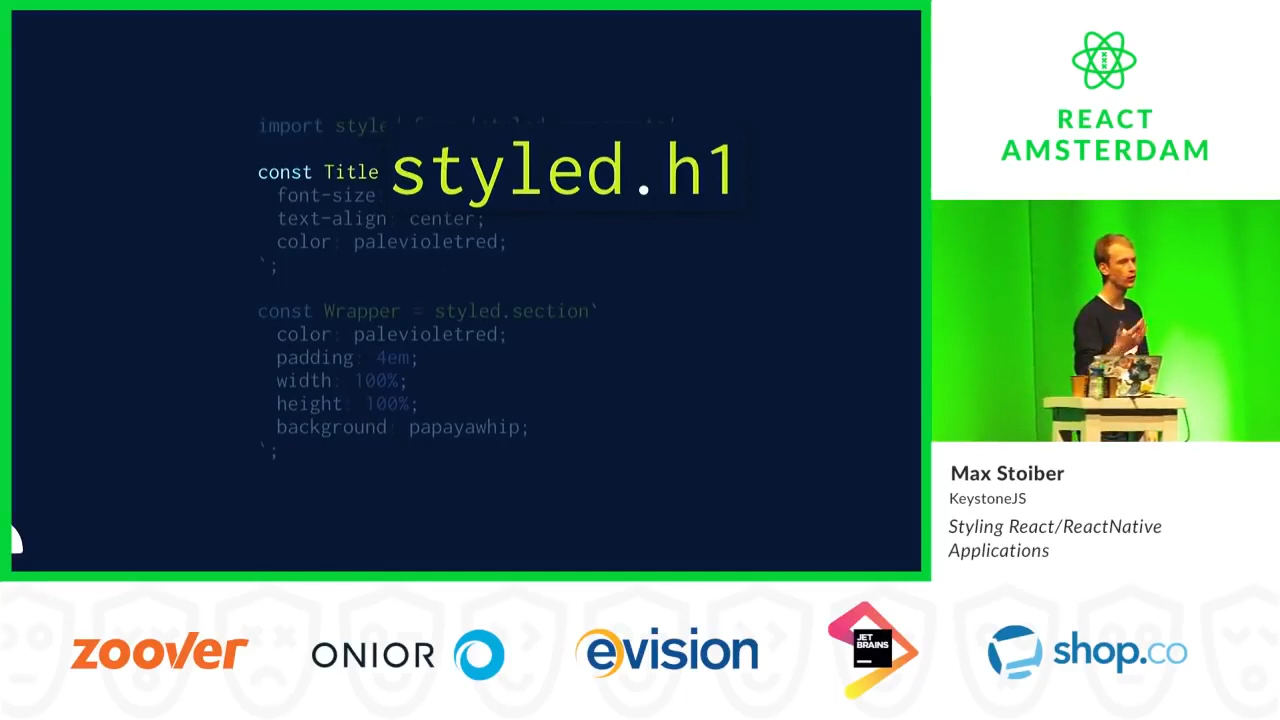 import style
const Title styled.h1
font-size:
text-align: center;
color: palevioletred;
`;
const Wrapper = styled.section`
color: palevioletred;
padding: 4em;
width: 100%;
height: 100%;
background: papayawhip;
`;
REACT
AMSTERDAM
Max Stoiber
KeystoneJS
Styling React/ReactNative
Applications
zoover
ONIOR
evision
JET
BRAINS
shop.co